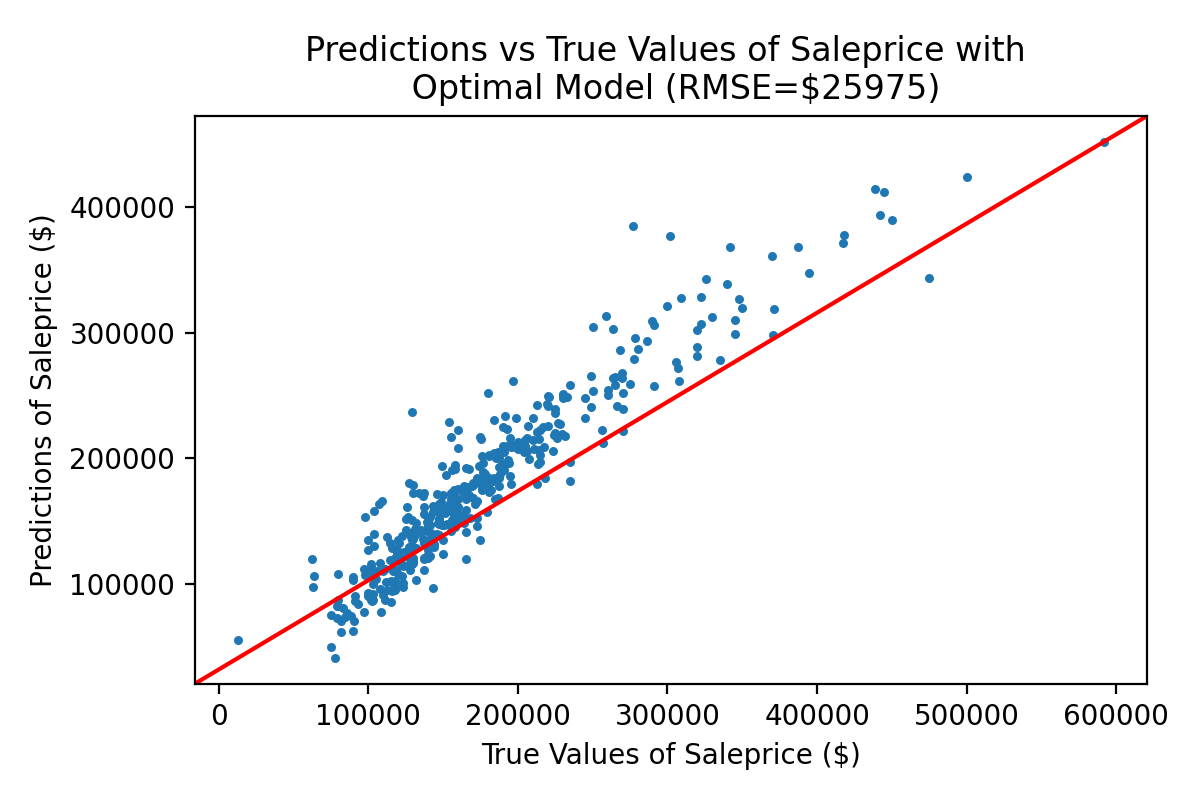 Predictions vs True Values of Saleprice with
Optimal Model (RMSE=$25975)
Predictions of Saleprice ($)
400000
300000
200000
100000
0
100000
200000
300000
400000
500000
600000
True Values of Saleprice ($)